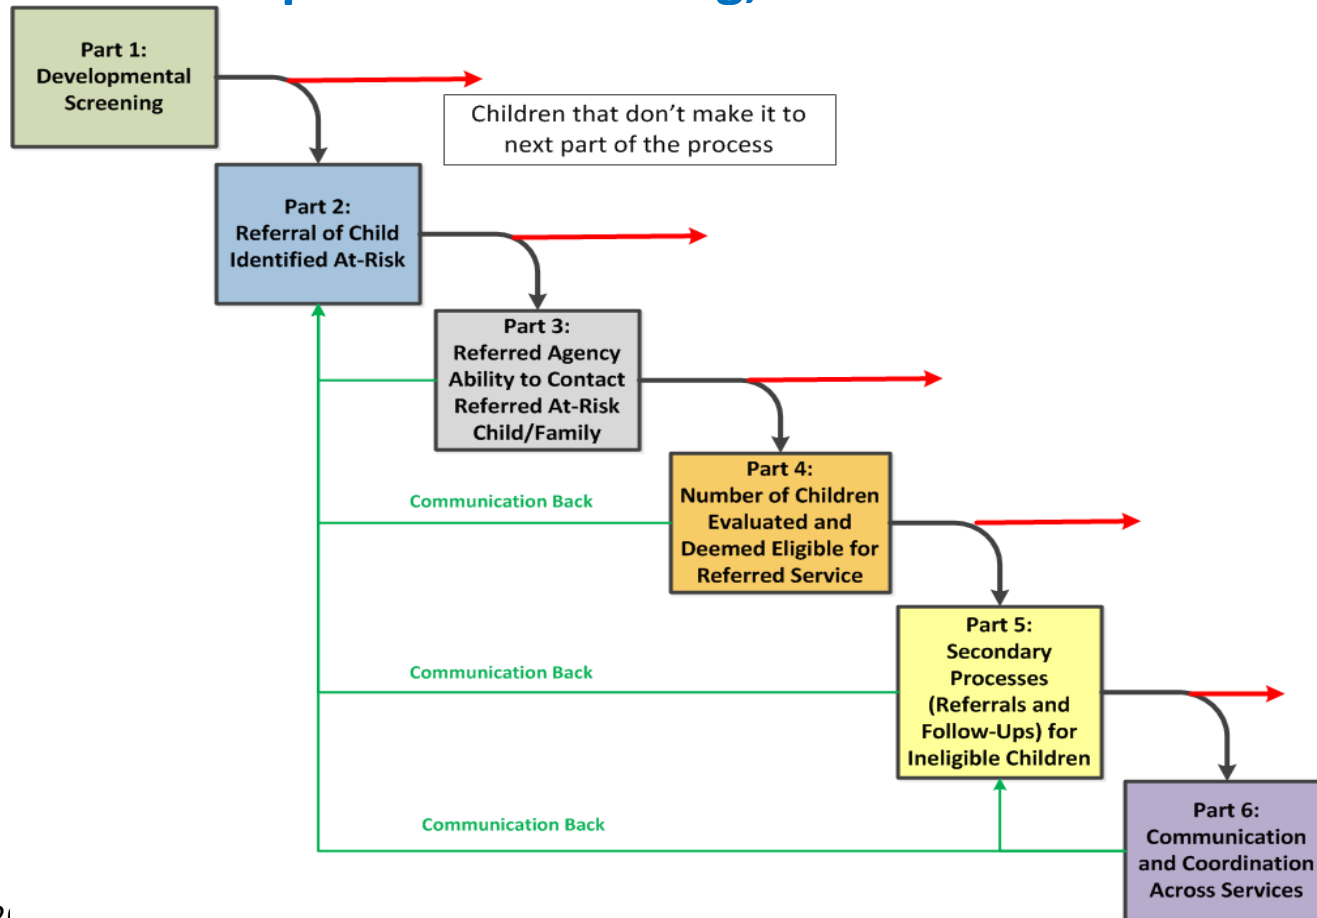 Part 1:
Developmental
Screening
Children that don’t make it to
next part of the process
Part 2:
Referral of Child
Identified At-Risk
Part 3:
Referred Agency
Ability to Contact
Referred At-Risk
Child/Family
Part 4:
Number of Children
Evaluated and
Deemed Eligible for
Referred Service
Communication Back
Part 5:
Secondary
Processes
(Referrals and
Follow-Ups) for
Ineligible Children
Communication Back
Part 6:
Communication
and Coordination
Across Services
Communication Back